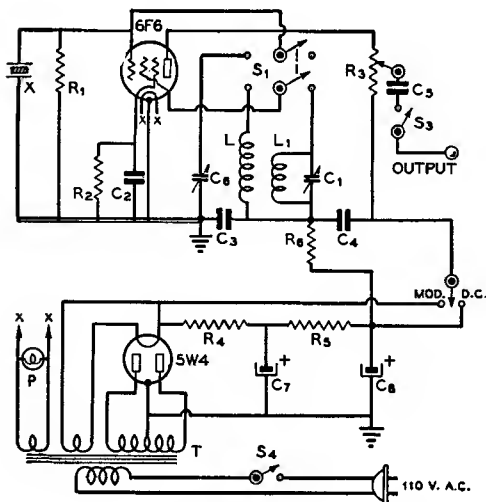 6F6
X
R1
R2
C2
X X
S1
C6
L
L1
C1
R3
C5
S3
OUTPUT
C3
R6
C4
MOD. D.C.
X X
P
5W4
R4
R5
C7
+
C8
+
T
S4
110 V. A.C.